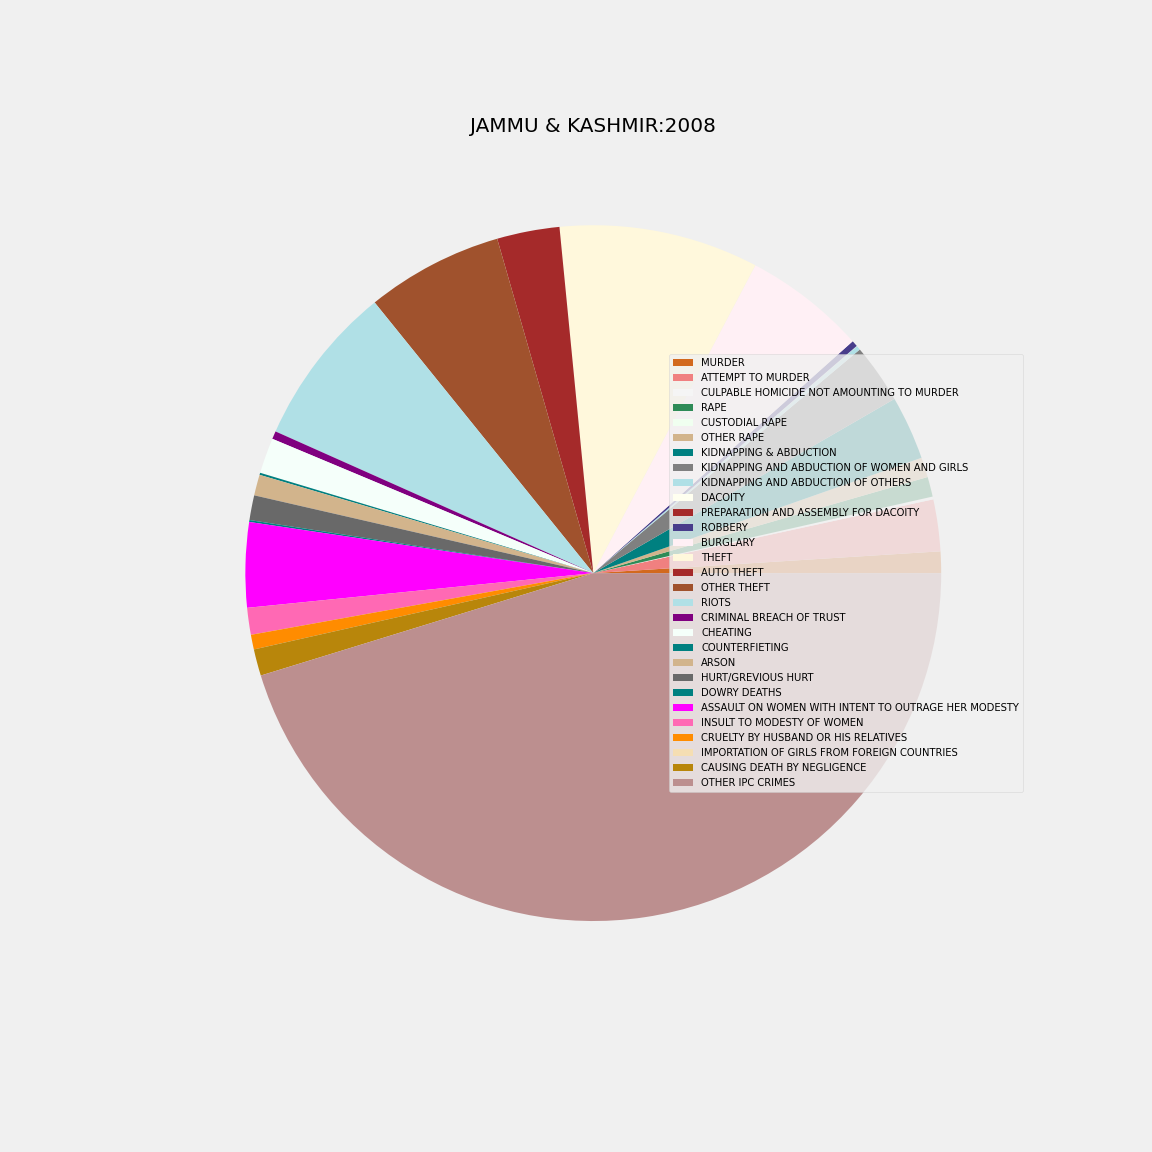 JAMMU & KASHMIR:2008
MURDER
ATTEMPT TO MURDER
CULPABLE HOMICIDE NOT AMOUNTING TO MURDER
RAPE
CUSTODIAL RAPE
OTHER RAPE
KIDNAPPING & ABDUCTION
KIDNAPPING AND ABDUCTION OF WOMEN AND GIRLS
KIDNAPPING AND ABDUCTION OF OTHERS
DACOITY
PREPARATION AND ASSEMBLY FOR DACOITY
ROBBERY
BURGLARY
THEFT
AUTO THEFT
OTHER THEFT
RIOTS
CRIMINAL BREACH OF TRUST
CHEATING
COUNTERFIETING
ARSON
HURT/GREVIOUS HURT
DOWRY DEATHS
ASSAULT ON WOMEN WITH INTENT TO OUTRAGE HER MODESTY
INSULT TO MODESTY OF WOMEN
CRUELTY BY HUSBAND OR HIS RELATIVES
IMPORTATION OF GIRLS FROM FOREIGN COUNTRIES
CAUSING DEATH BY NEGLIGENCE
OTHER IPC CRIMES